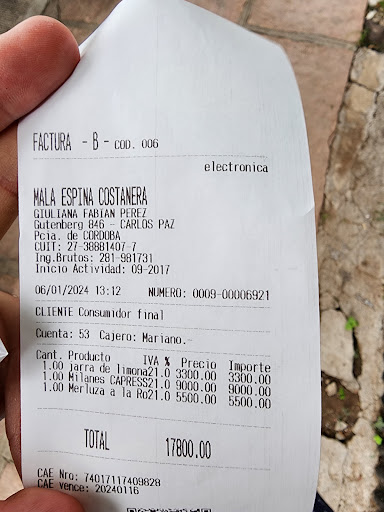 FACTURA - B - COD. 006
electronica
MALA ESPINA COSTANERA
GIULIANA FABIAN PEREZ
Gutenberg 846 - CARLOS PAZ
Pcia. de CORDOBA
CUIT: 27-38881407-7
Ing.Brutos: 281-981731
Inicio Actividad: 09-2017
06/01/2024 13:12 NUMERO: 0009-00006921
CLIENTE Consumidor final
Cuenta: 53 Cajero: Mariano.-
Cant. Producto IVA % Precio Importe
1.00 jarra de limona21.0 3300.00 3300.00
1.00 Milanes CAPRESS21.0 9000.00 9000.00
1.00 Merluza a la Ro21.0 5500.00 5500.00
TOTAL 17800.00
CAE Nro: 74017117409828
CAE vence: 20240116